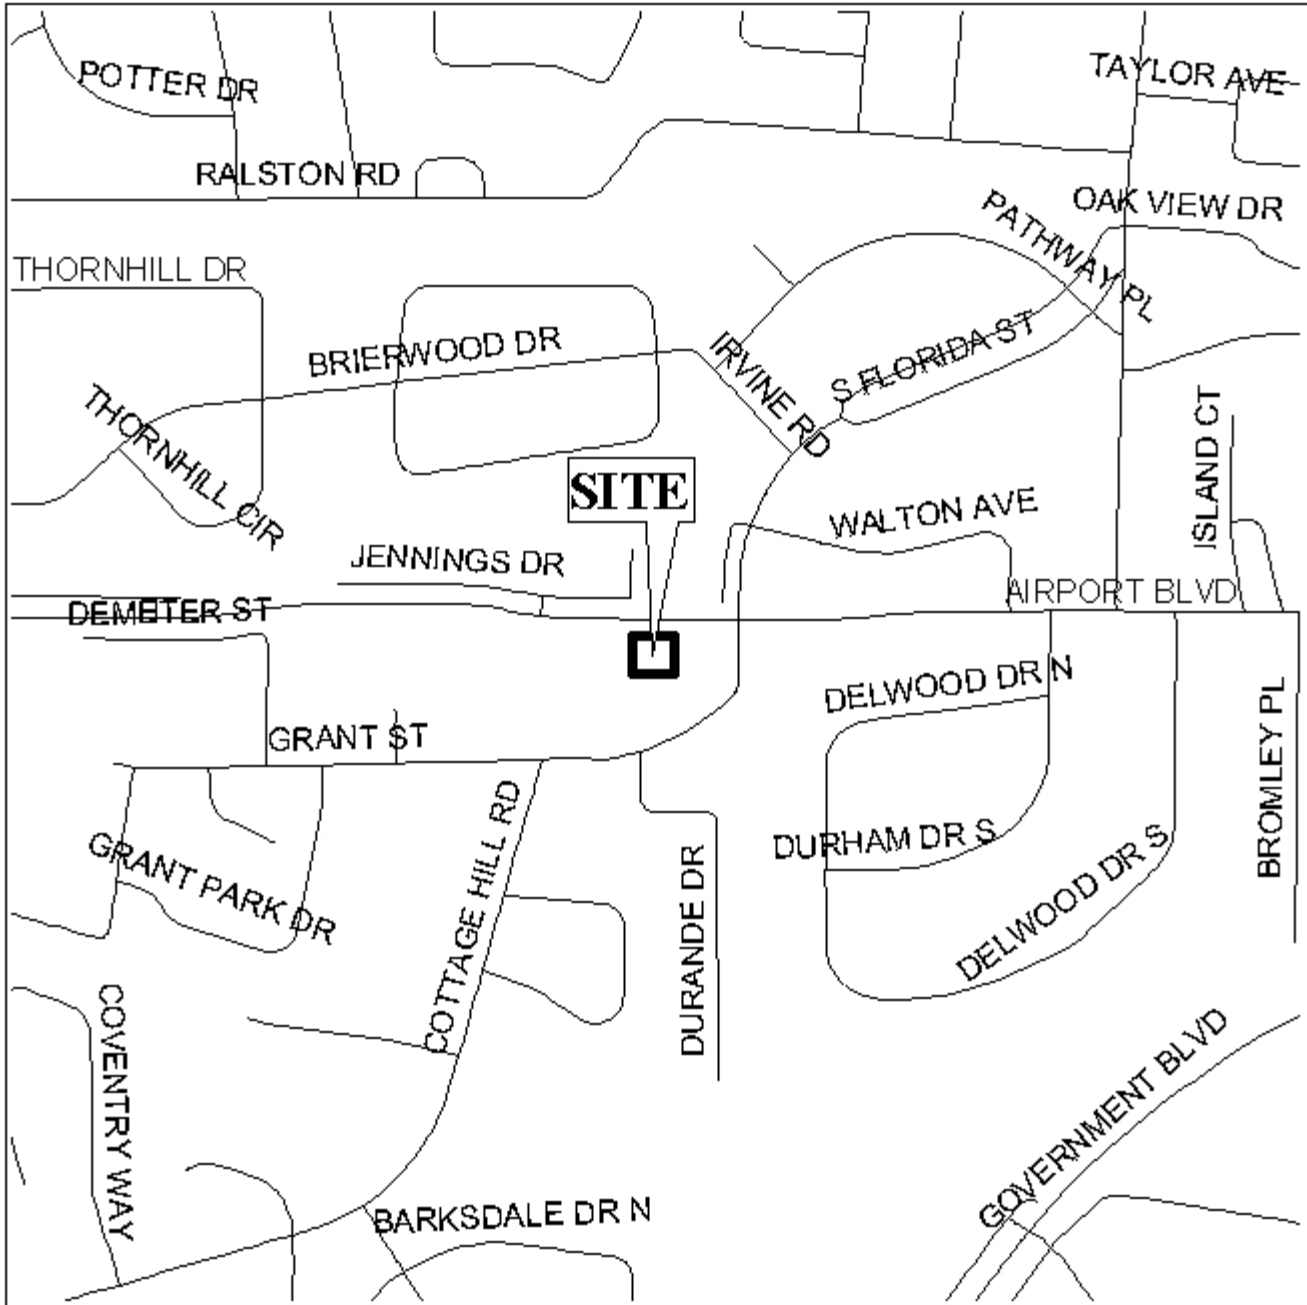 POTTER DR
TAYLOR AVE
RALSTON RD
OAK VIEW DR
PATHWAY PL
THORNHILL DR
BRIERWOOD DR
IRVINE RD
S FLORIDA ST
THORNHILL CIR
ISLAND CT
SITE
WALTON AVE
JENNINGS DR
AIRPORT BLVD
DEMETER ST
DELWOOD DR N
GRANT ST
BROMLEY PL
COTTAGE HILL RD
DURHAM DR S
GRANT PARK DR
DURANDE DR
DELWOOD DR S
COVENTRY WAY
GOVERNMENT BLVD
BARKSDALE DR N